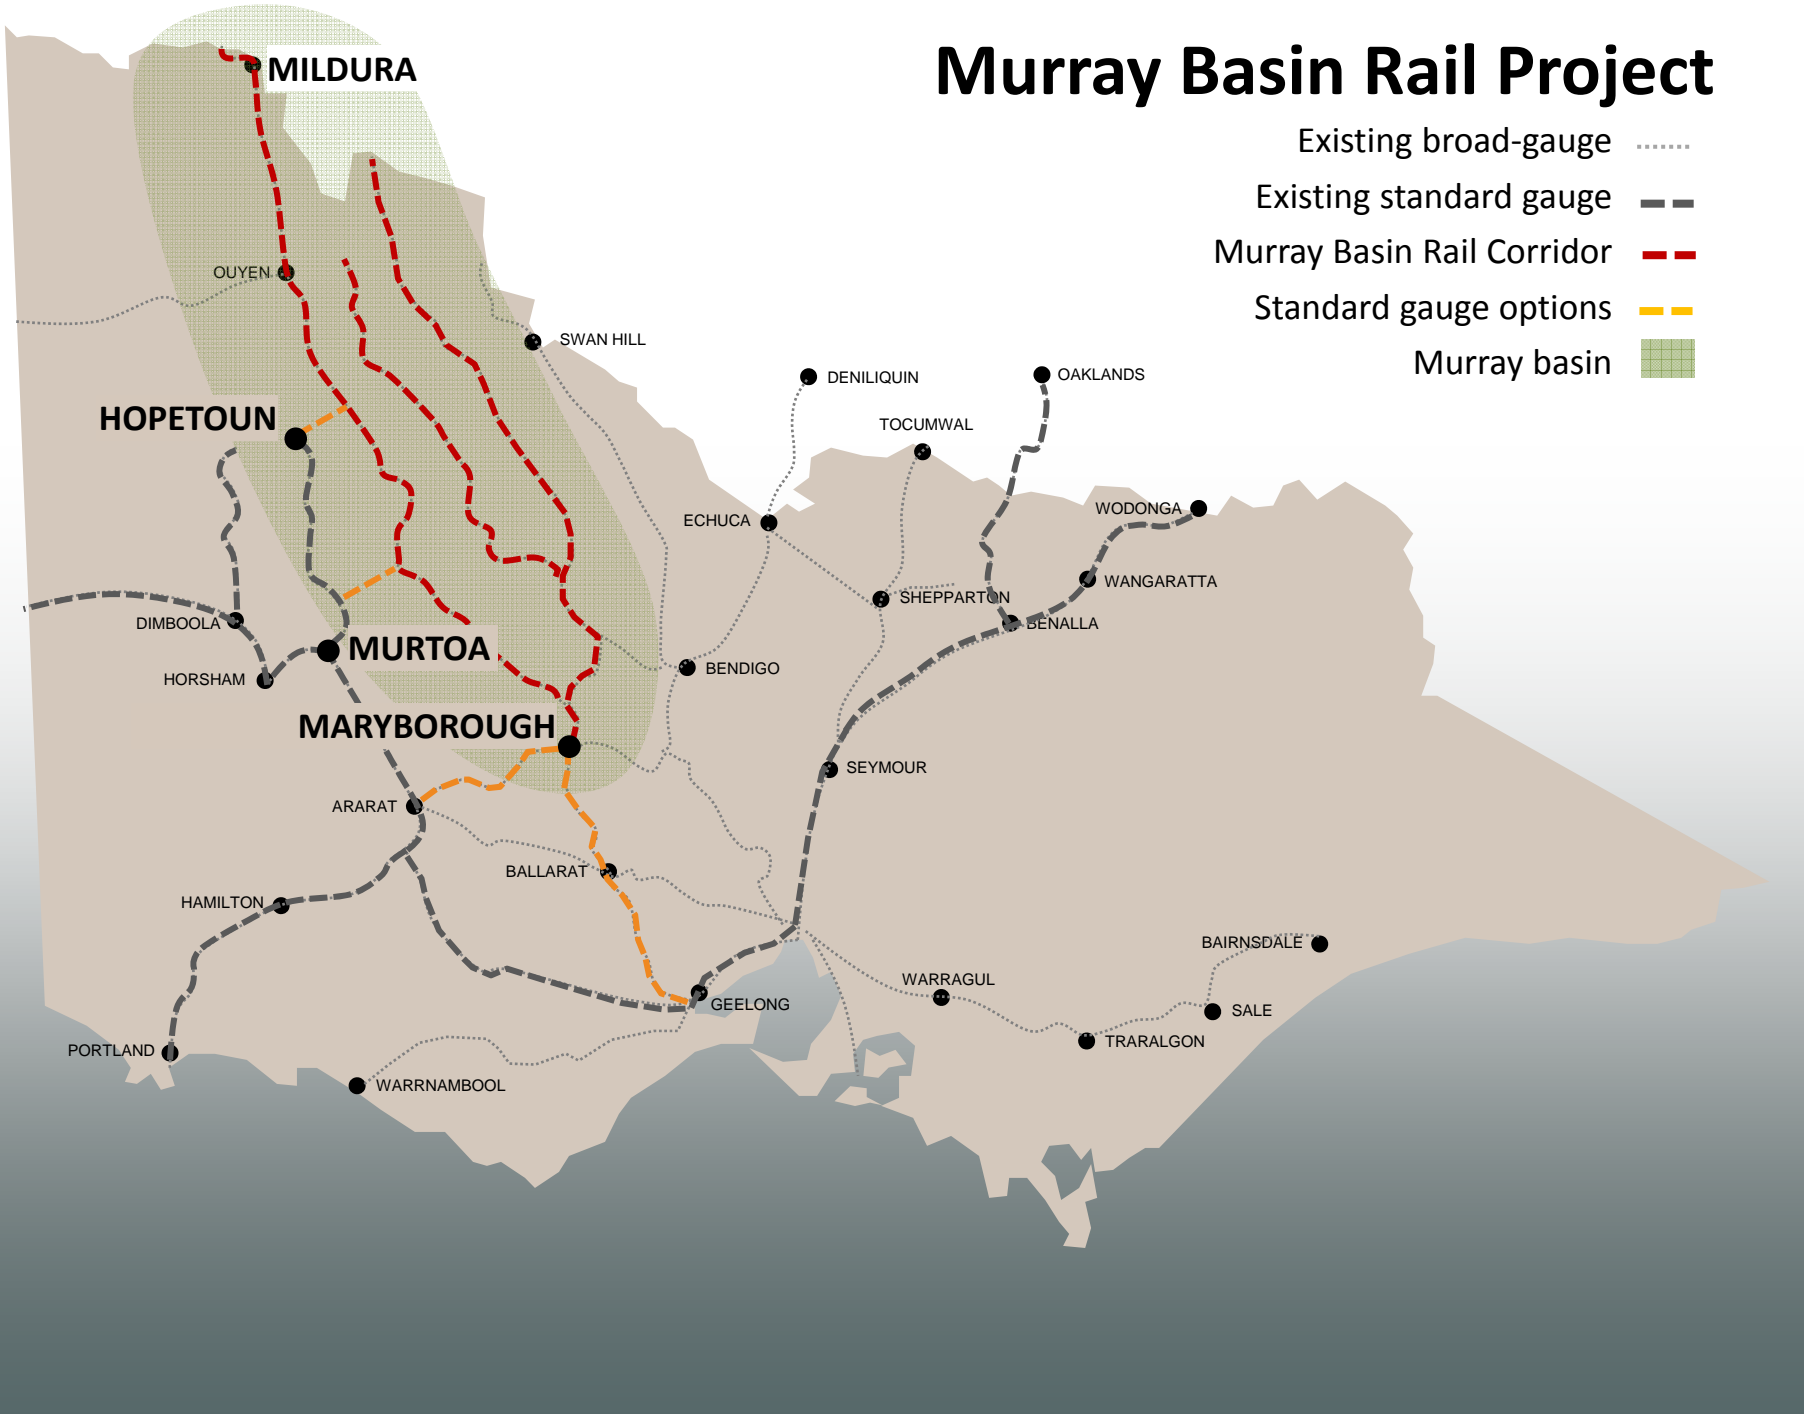 Murray Basin Rail Project
Existing broad-gauge
Existing standard gauge
Murray Basin Rail Corridor
Standard gauge options
Murray basin
MILDURA
OUYEN
SWAN HILL
DENILIQUIN
OAKLANDS
HOPETOUN
TOCUMWAL
WODONGA
ECHUCA
WANGARATTA
SHEPPARTON
DIMBOOLA
BENALLA
MURTOA
BENDIGO
HORSHAM
MARYBOROUGH
SEYMOUR
ARARAT
BALLARAT
HAMILTON
BAIRNSDALE
WARRAGUL
GEELONG
SALE
TRARALGON
PORTLAND
WARRNAMBOOL